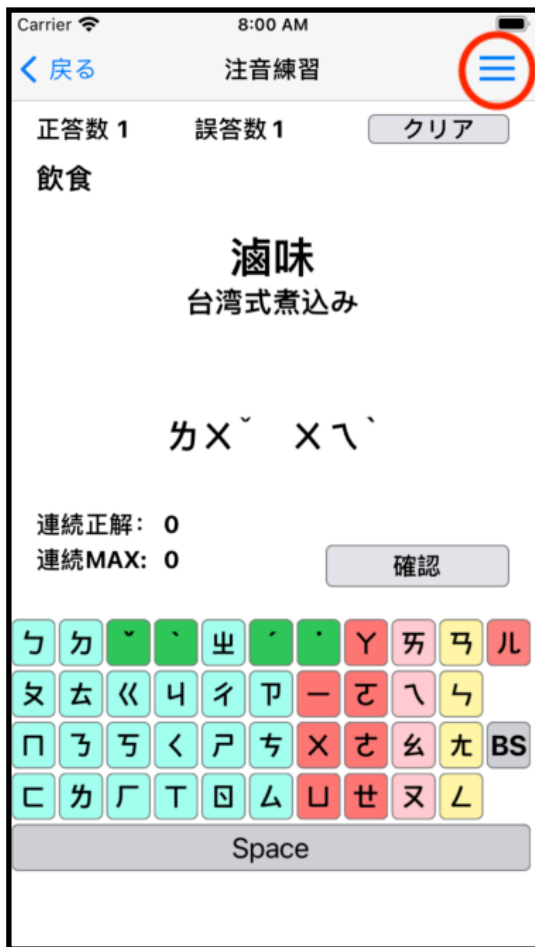 Carrier 8:00 AM
戻る 注音練習
正答数 1 誤答数 1 クリア
飲食
滷味
台湾式煮込み
ㄌㄨˇ ㄨㄟˋ
連続正解: 0
連続MAX: 0 確認
ㄅ ㄉ ˇ ˋ ㄓ ˊ ˙ ㄚ ㄞ ㄢ ㄦ
ㄆ ㄊ ㄍ ㄐ ㄔ ㄗ ㄧ ㄛ ㄟ ㄣ
ㄇ ㄋ ㄎ ㄑ ㄕ ㄘ ㄨ ㄜ ㄠ ㄤ BS
ㄈ ㄌ ㄏ ㄒ ㄖ ㄙ ㄩ ㄝ ㄡ ㄥ
Space